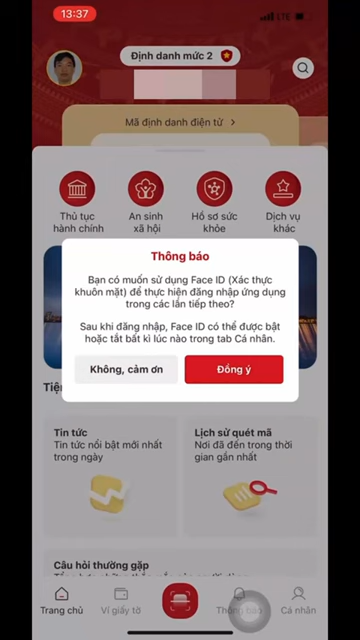 13:37
LTE
Định danh mức 2
Mã định danh điện tử
Thủ tục
hành chính
An sinh
xã hội
Hồ sơ sức
khỏe
Dịch vụ
khác
Thông báo
Bạn có muốn sử dụng Face ID (Xác thực
khuôn mặt) để thực hiện đăng nhập ứng dụng
trong các lần tiếp theo?
Sau khi đăng nhập, Face ID có thể được bật
hoặc tắt bất kì lúc nào trong tab Cá nhân.
Không, cảm ơn
Đồng ý
Tin tức
Tin tức nổi bật mới nhất
trong ngày
Lịch sử quét mã
Nơi đã đến trong thời
gian gần nhất
Câu hỏi thường gặp
Trang chủ
Ví giấy tờ
Thông báo
Cá nhân